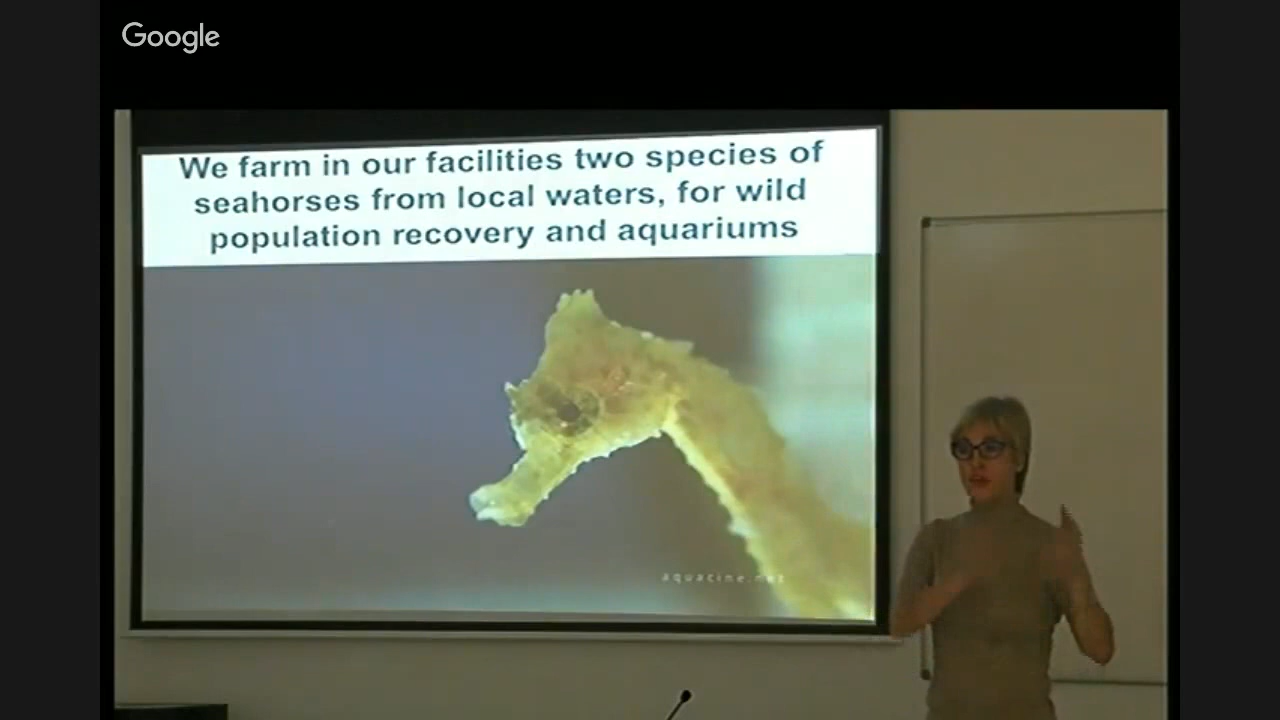 Google
We farm in our facilities two species of
seahorses from local waters, for wild
population recovery and aquariums
aquacine.net